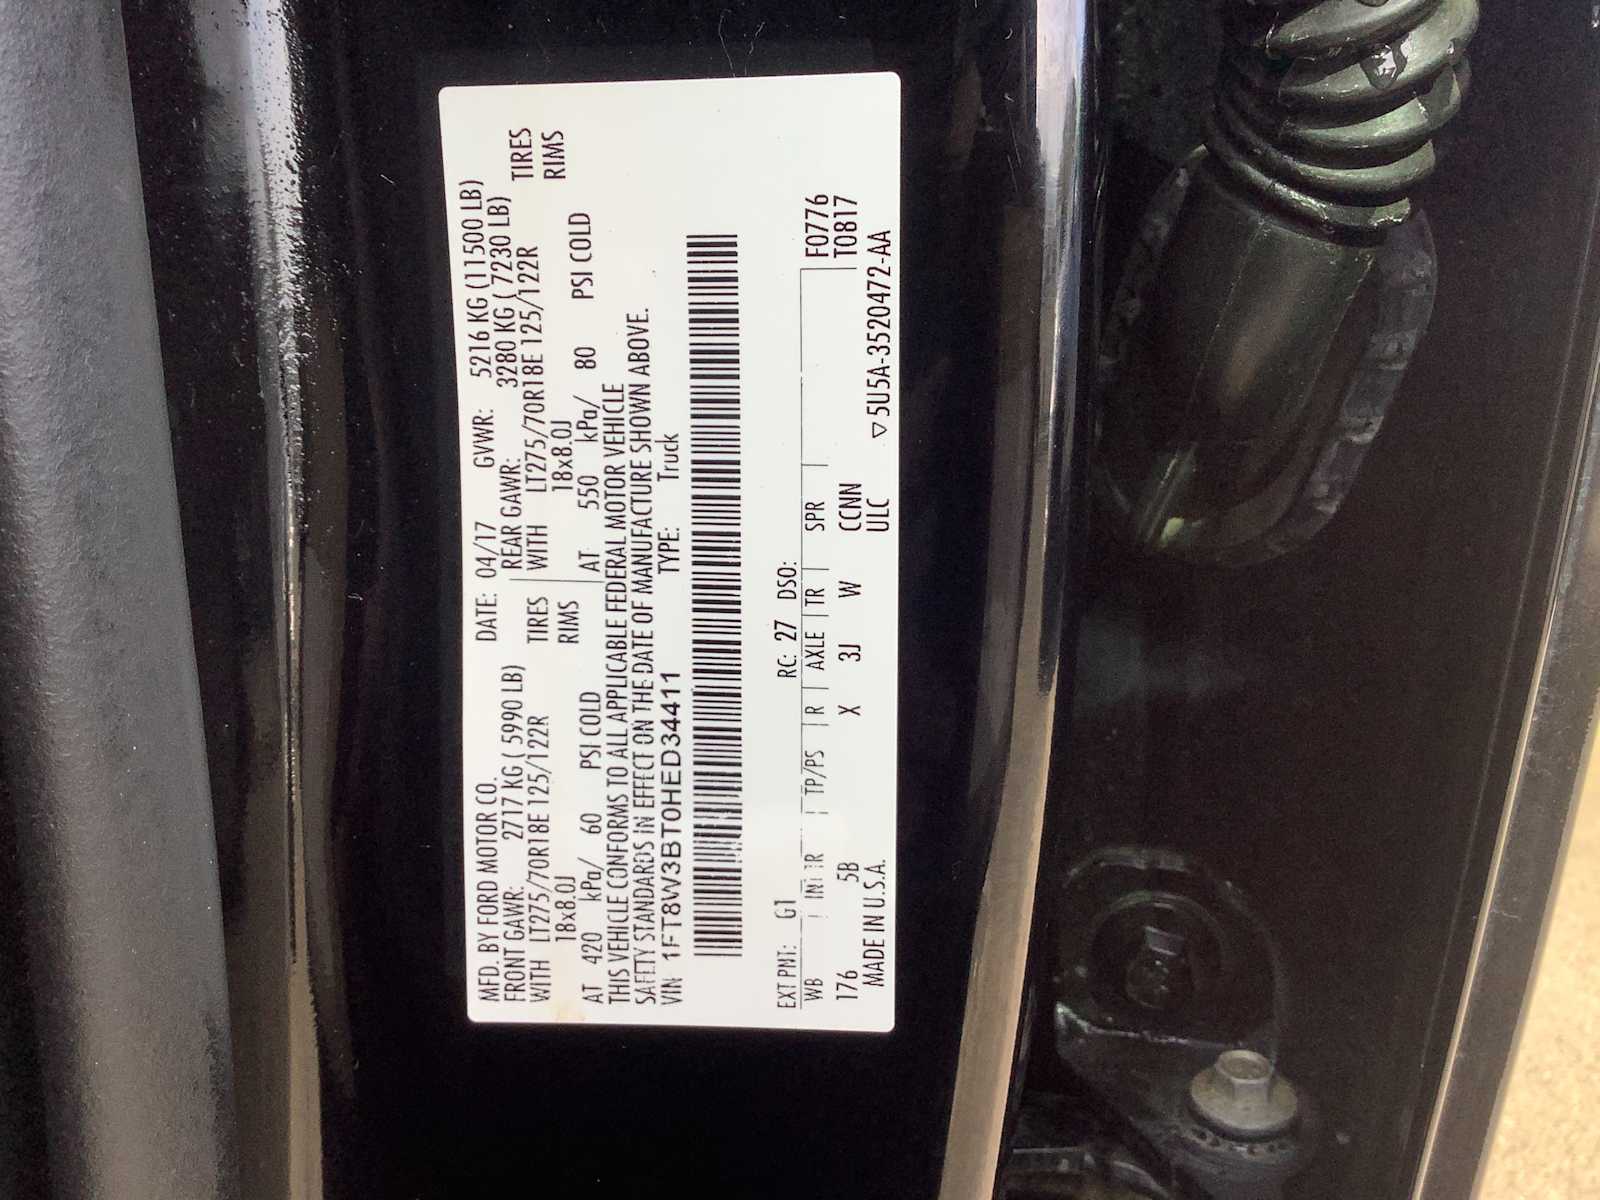 MFD. BY FORD MOTOR CO. DATE: 04/17 GVWR: 5216 KG (11500 LB)
FRONT GAWR: 2717 KG ( 5990 LB) REAR GAWR: 3280 KG ( 7230 LB)
WITH LT275/70R18E 125/122R TIRES WITH LT275/70R18E 125/122R TIRES
18x8.0J RIMS 18x8.0J RIMS
AT 420 kPa/ 60 PSI COLD AT 550 kPa/ 80 PSI COLD
THIS VEHICLE CONFORMS TO ALL APPLICABLE FEDERAL MOTOR VEHICLE
SAFETY STANDARDS IN EFFECT ON THE DATE OF MANUFACTURE SHOWN ABOVE.
VIN: 1FT8W3BT0HED34411 TYPE: Truck
EXT PNT: G1 RC: 27 DSO:
WB INT TR TP/PS R AXLE TR SPR F0776
176 5B X 3J W CCNN T0817
MADE IN U.S.A. ULC ▽ 5U5A-3520472-AA